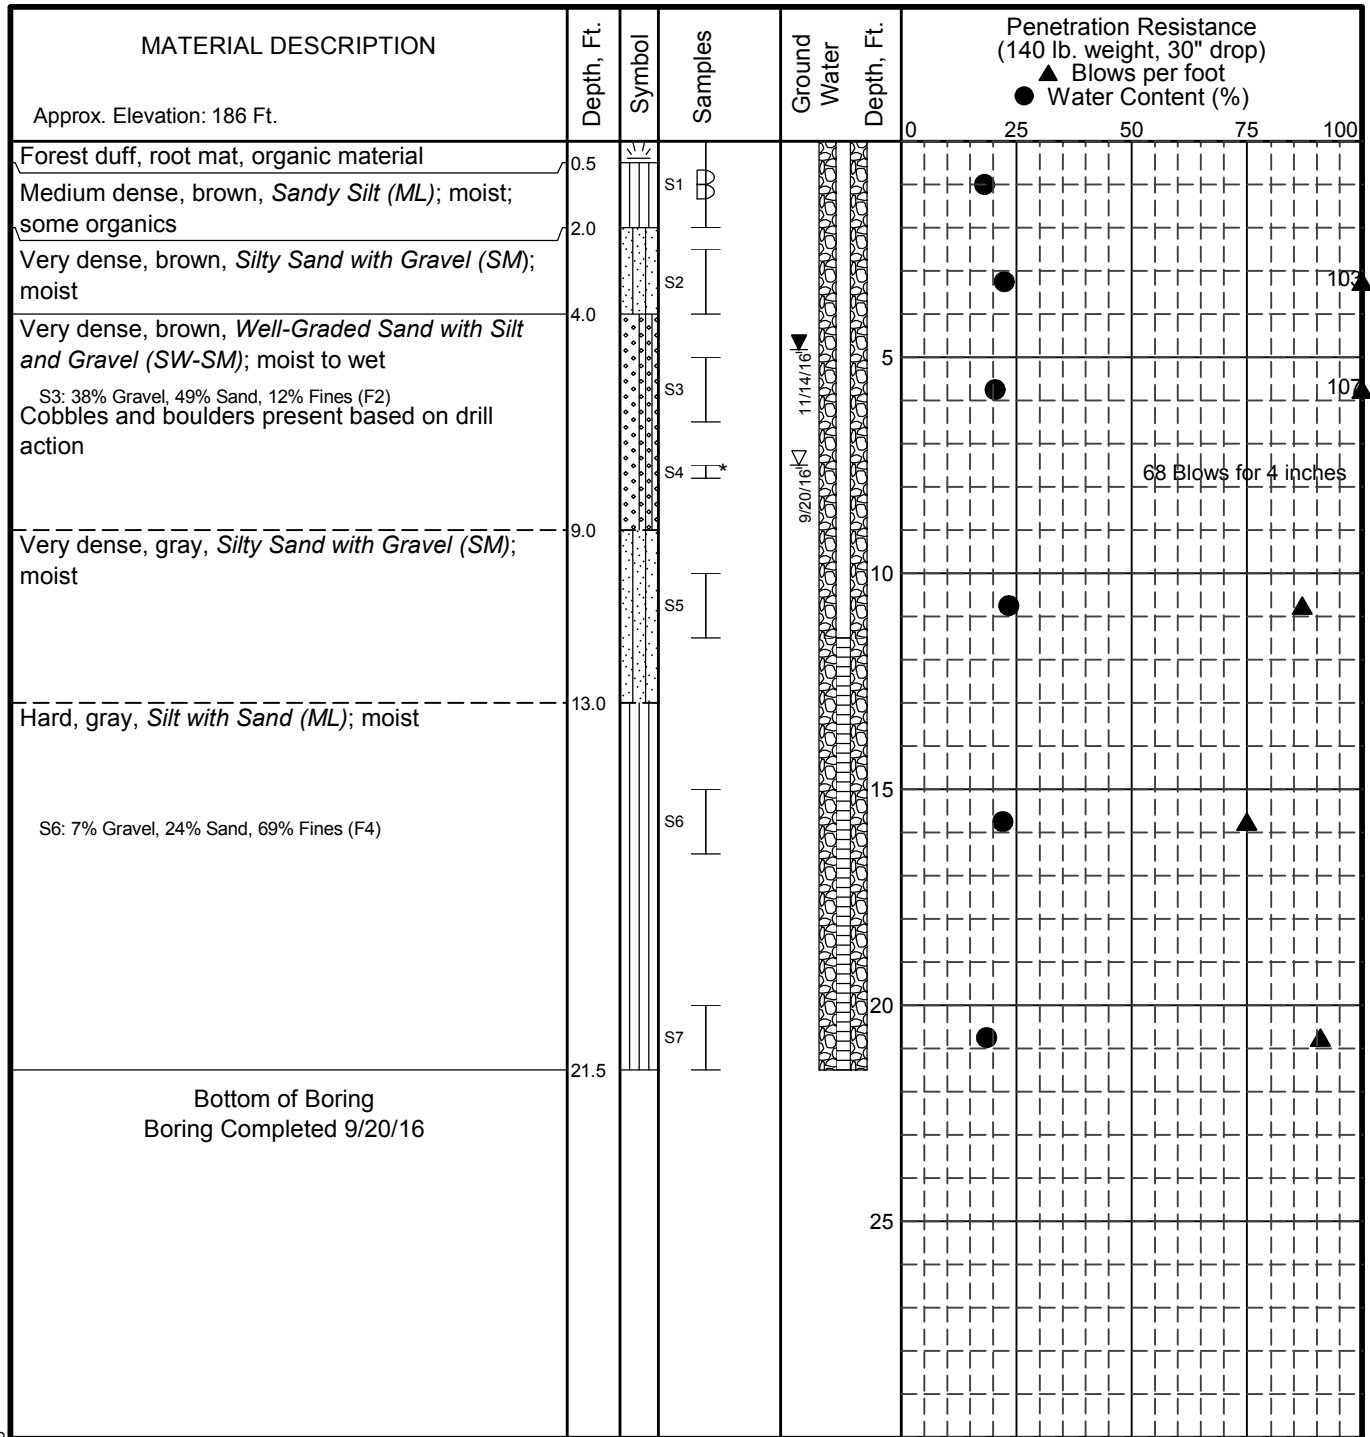 MATERIAL DESCRIPTION
Approx. Elevation: 186 Ft.
Depth, Ft.
Symbol
Samples
Ground
Water
Depth, Ft.
Penetration Resistance
(140 lb. weight, 30" drop)
▲ Blows per foot
● Water Content (%)
0 25 50 75 100
Forest duff, root mat, organic material
0.5
Medium dense, brown, Sandy Silt (ML); moist;
some organics
S1
2.0
Very dense, brown, Silty Sand with Gravel (SM);
moist
S2
103
4.0
Very dense, brown, Well-Graded Sand with Silt
and Gravel (SW-SM); moist to wet
S3: 38% Gravel, 49% Sand, 12% Fines (F2)
Cobbles and boulders present based on drill
action
S3
11/14/16
5
107
S4
*
9/20/16
68 Blows for 4 inches
9.0
Very dense, gray, Silty Sand with Gravel (SM);
moist
10
S5
13.0
Hard, gray, Silt with Sand (ML); moist
15
S6: 7% Gravel, 24% Sand, 69% Fines (F4)
S6
20
S7
21.5
Bottom of Boring
Boring Completed 9/20/16
25